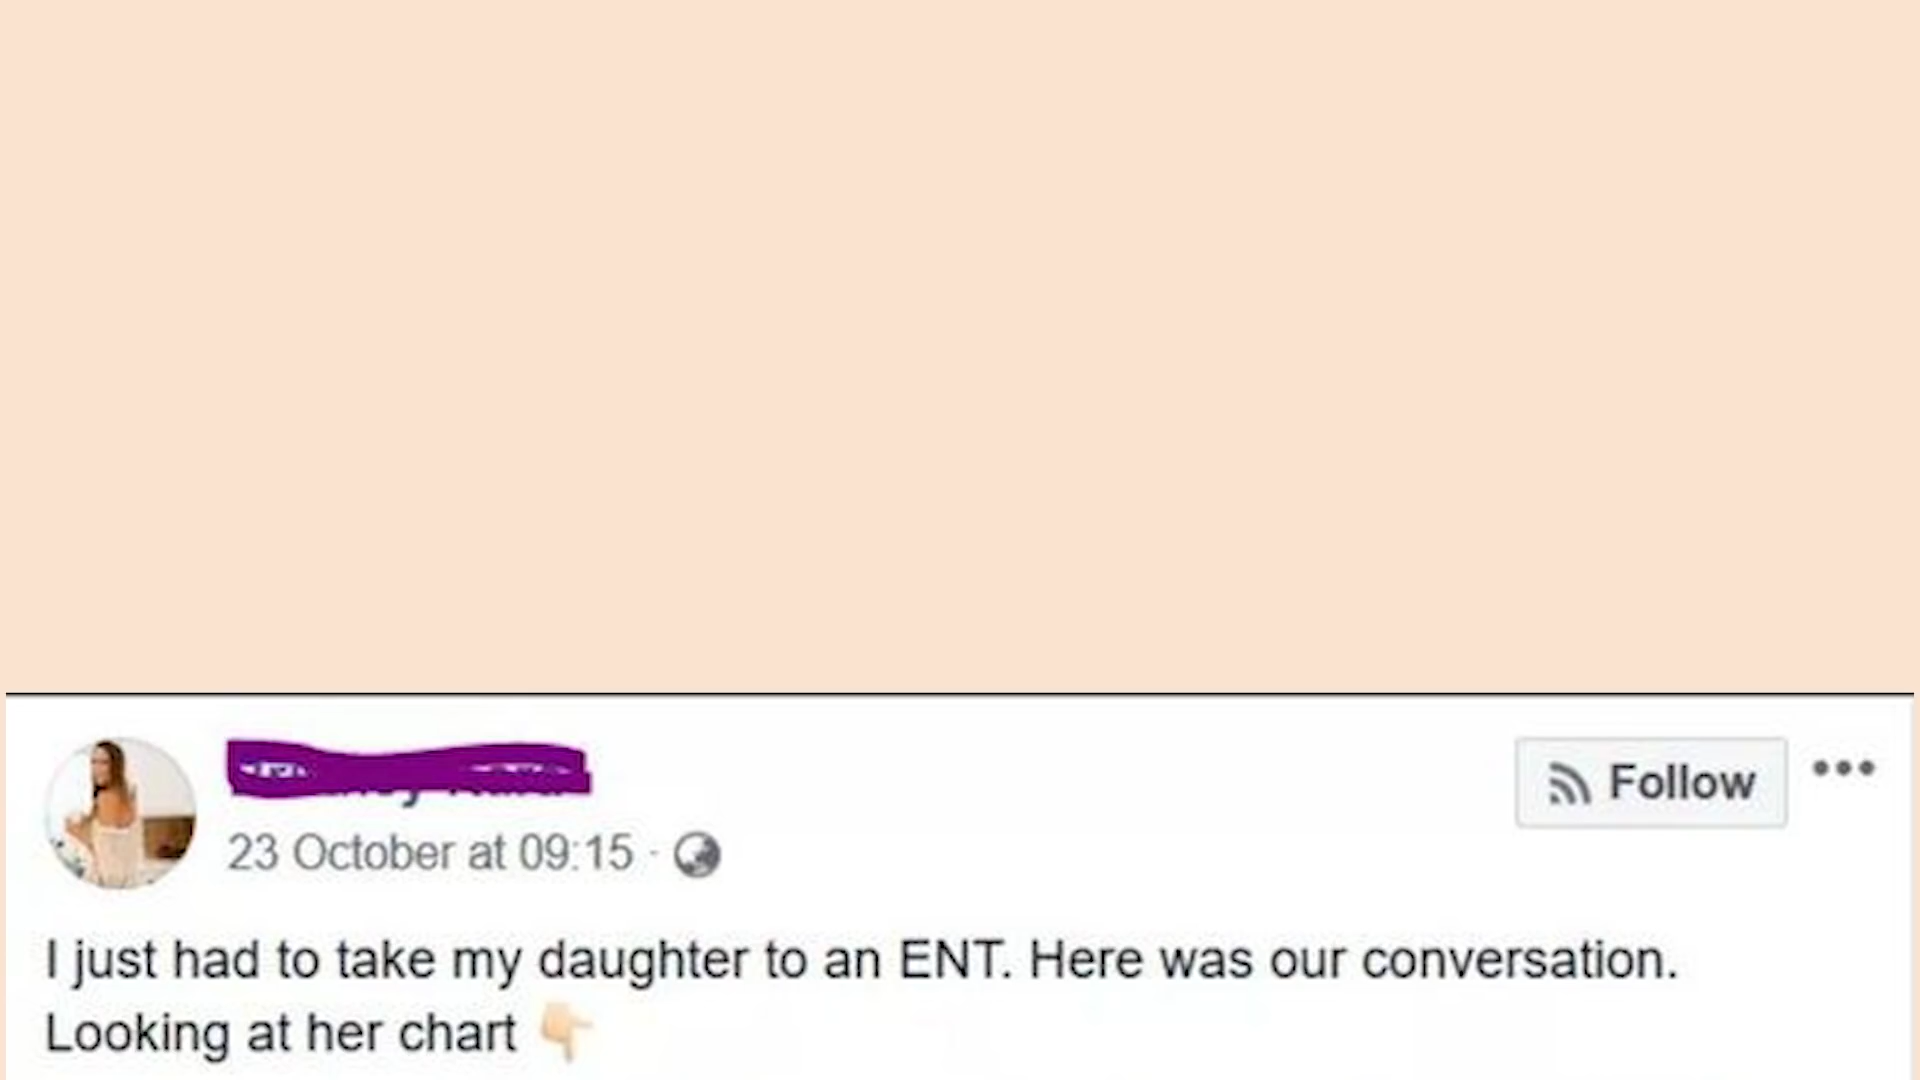 Follow
23 October at 09:15 ·
I just had to take my daughter to an ENT. Here was our conversation.
Looking at her chart 👇🏻